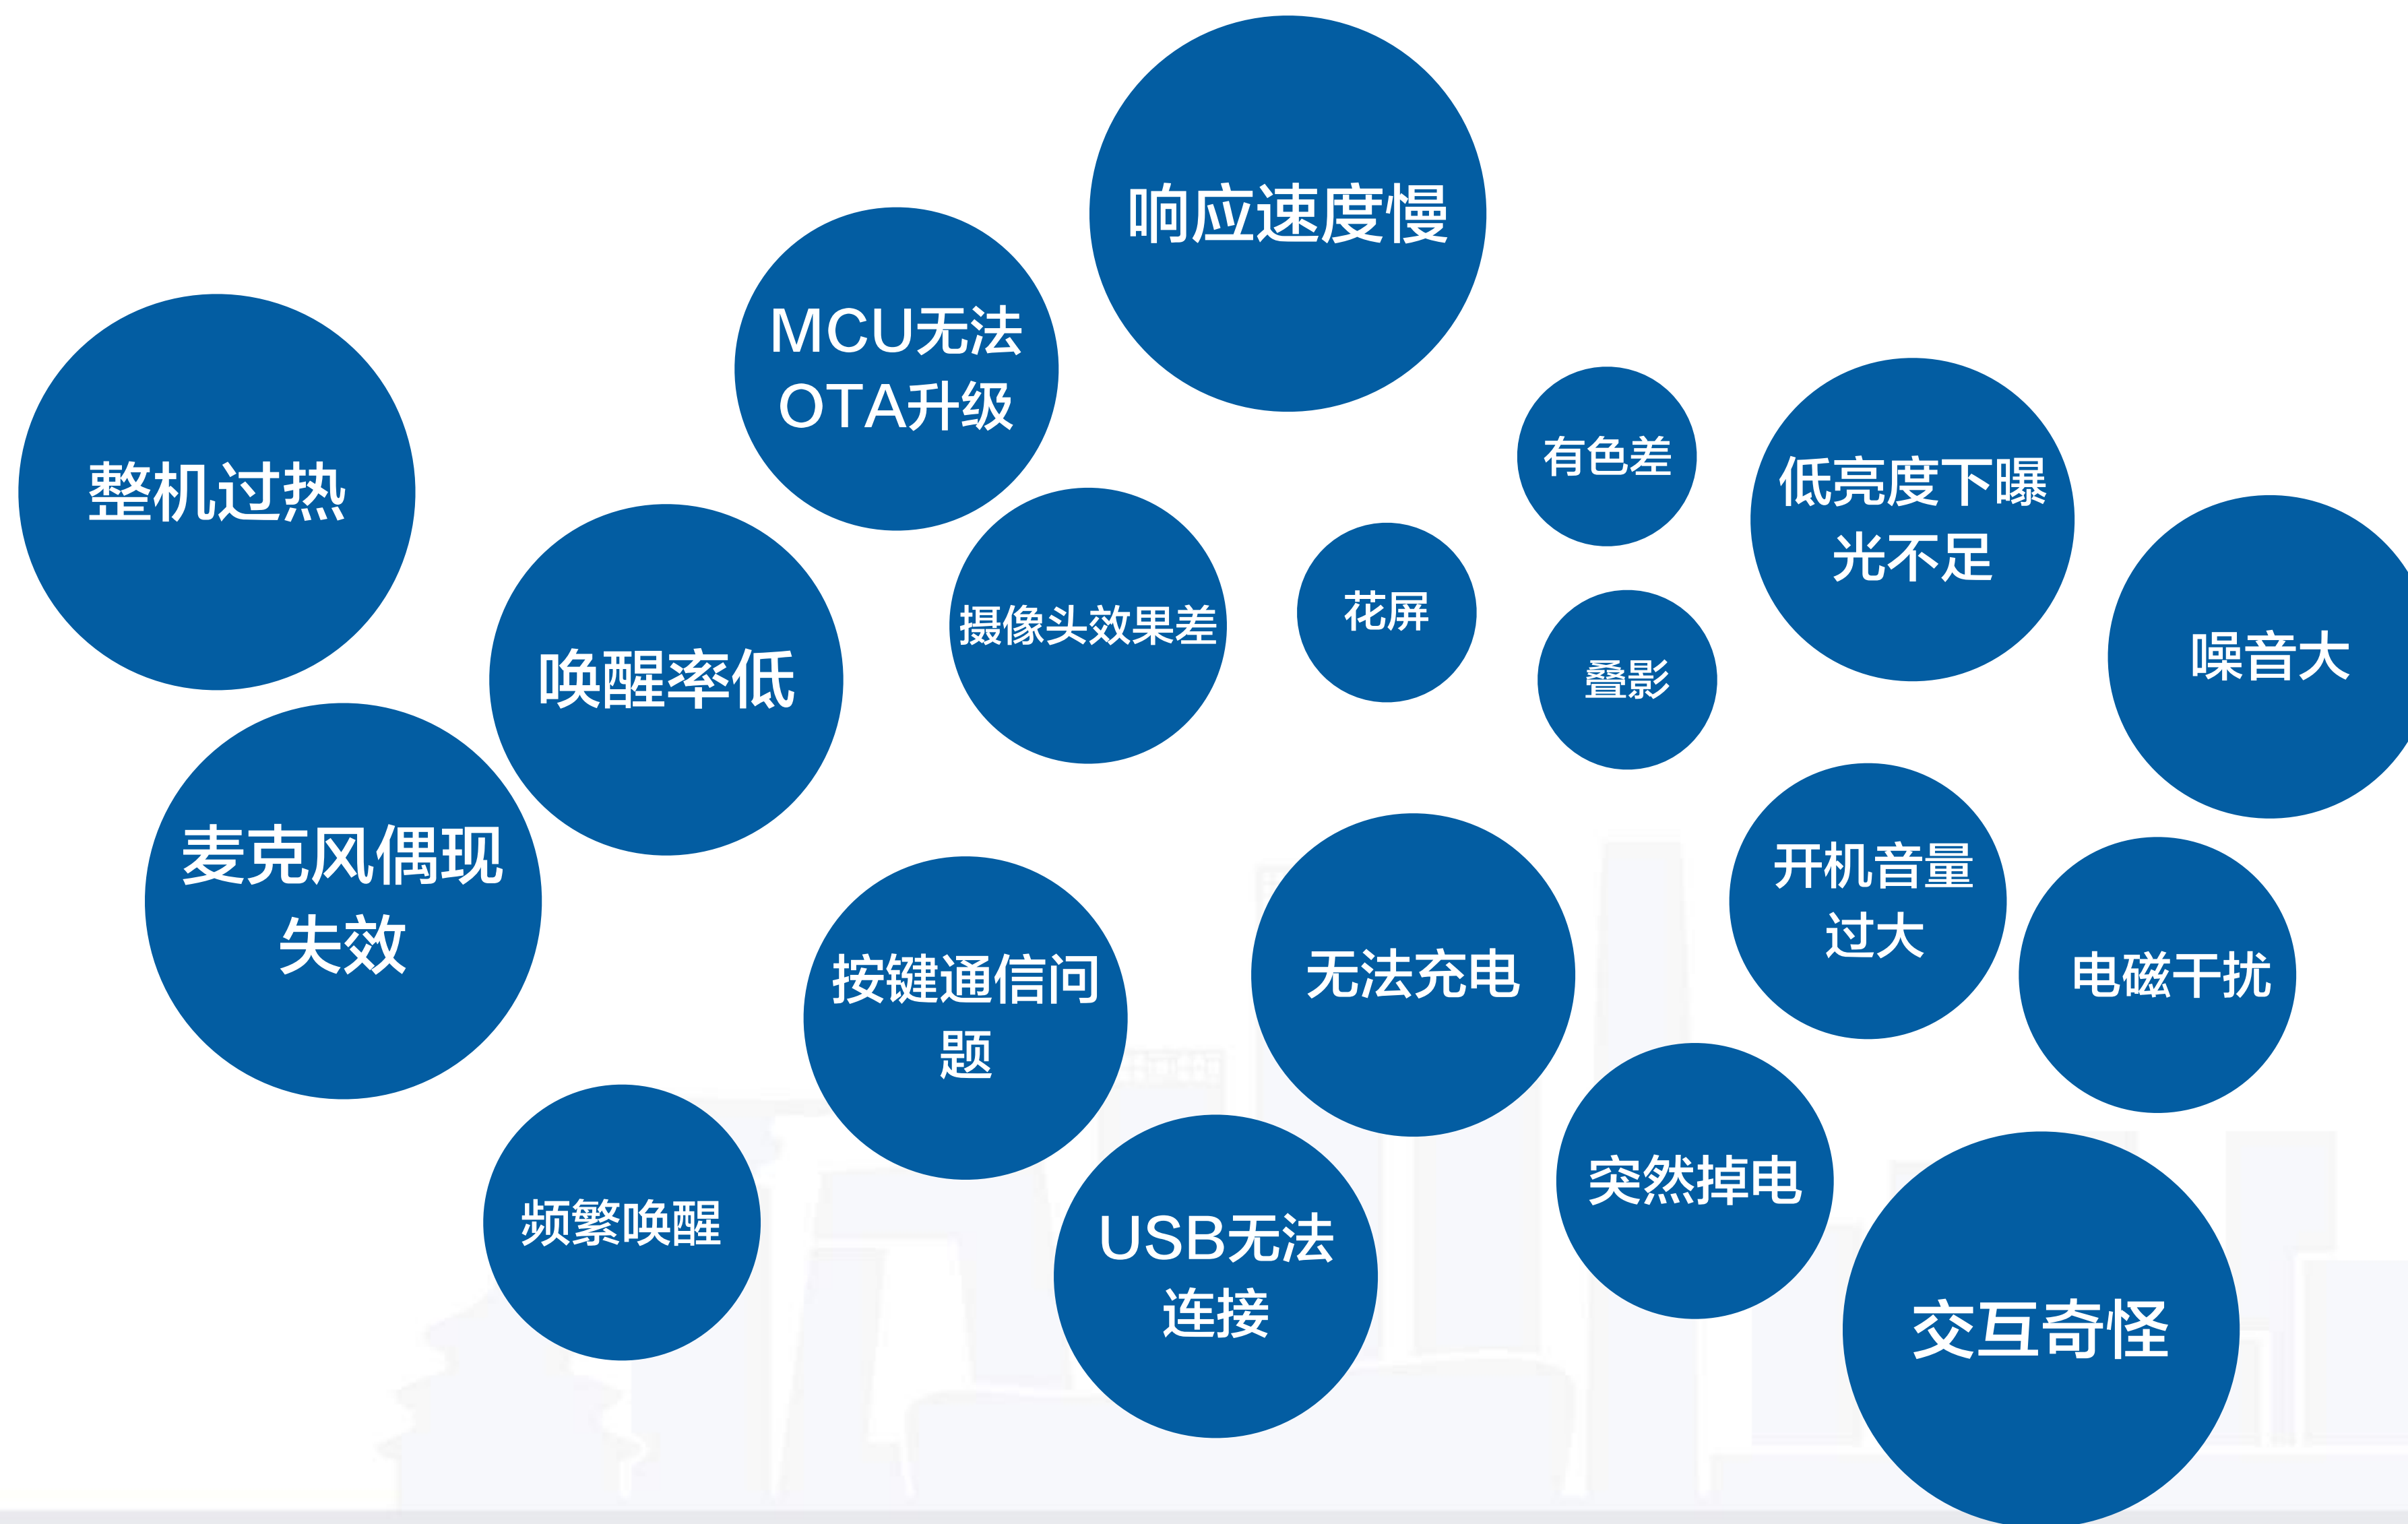 响应速度慢
MCU无法
OTA升级
整机过热
有色差
低亮度下曝
光不足
唤醒率低
摄像头效果差
花屏
叠影
噪音大
麦克风偶现
失效
按键通信问
题
无法充电
开机音量
过大
电磁干扰
频繁唤醒
USB无法
连接
突然掉电
交互奇怪